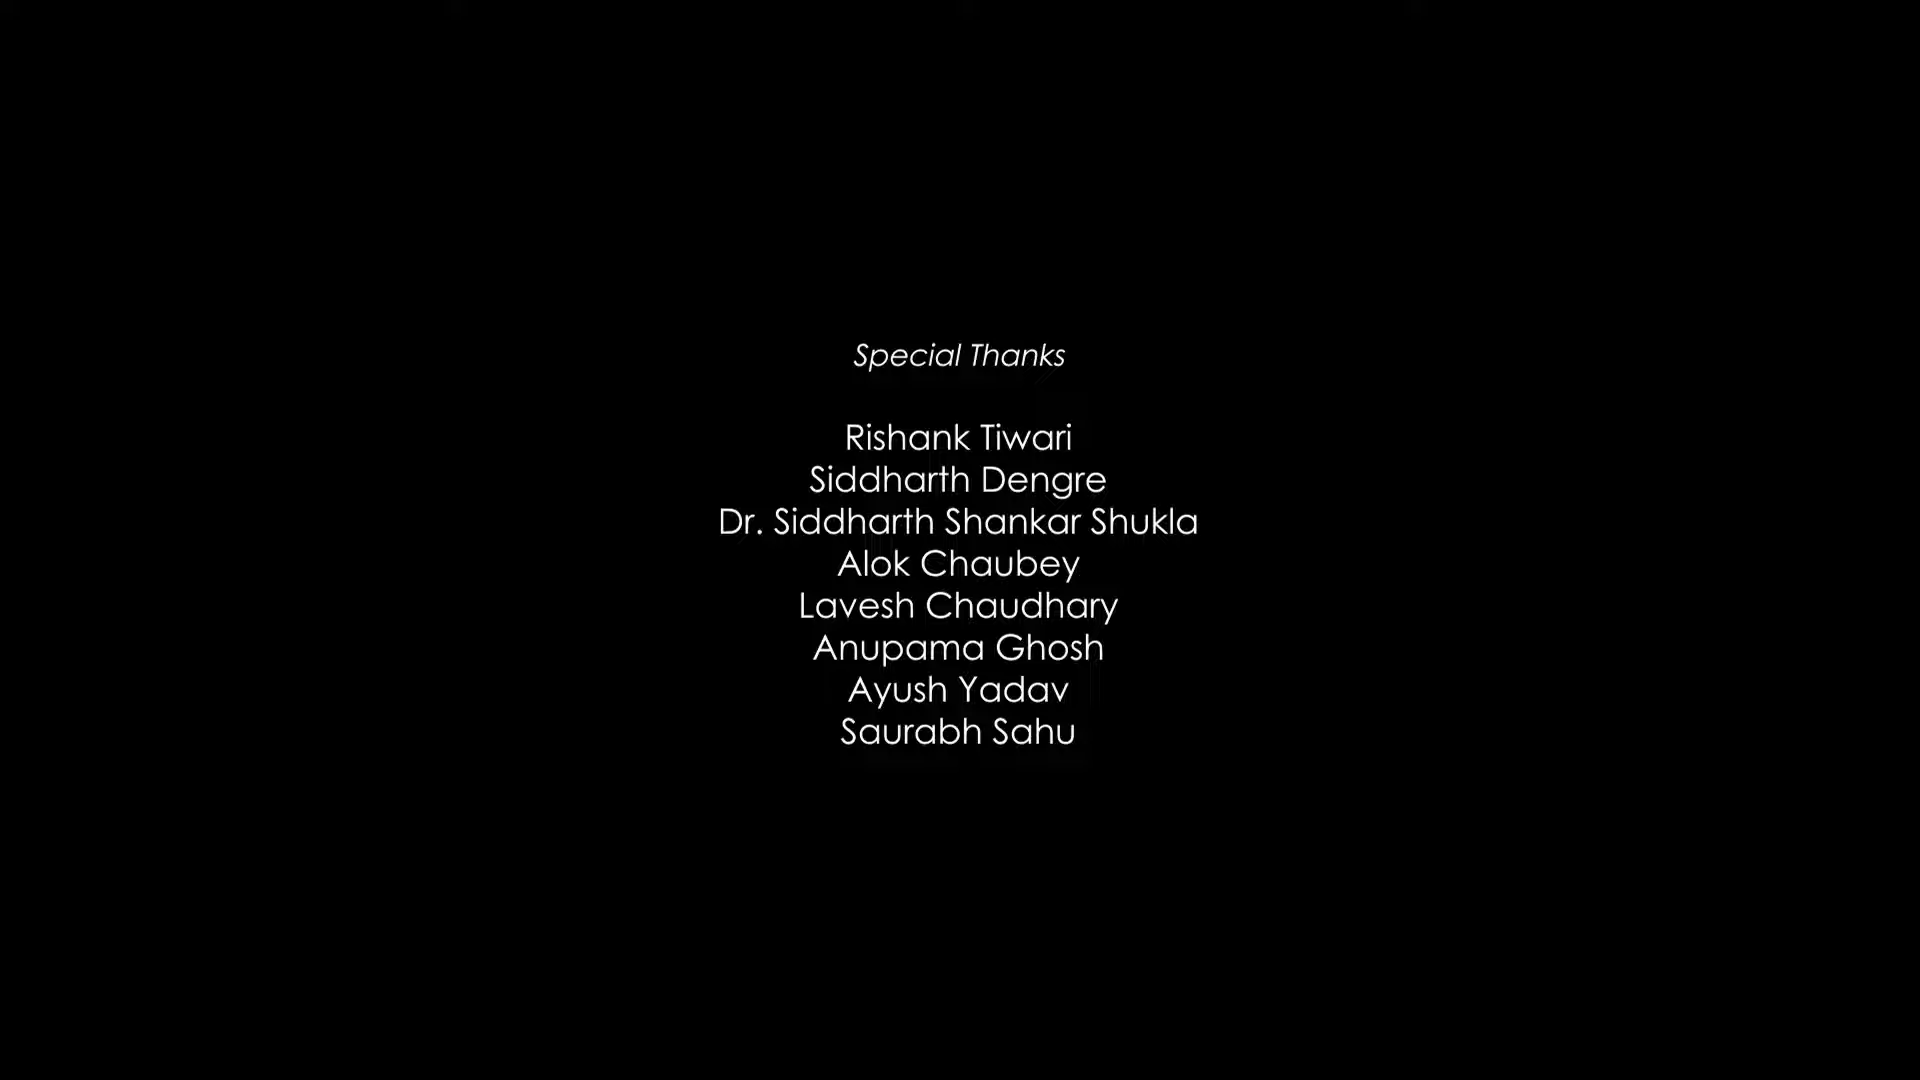 Special Thanks
Rishank Tiwari
Siddharth Dengre
Dr. Siddharth Shankar Shukla
Alok Chaubey
Lavesh Chaudhary
Anupama Ghosh
Ayush Yadav
Saurabh Sahu